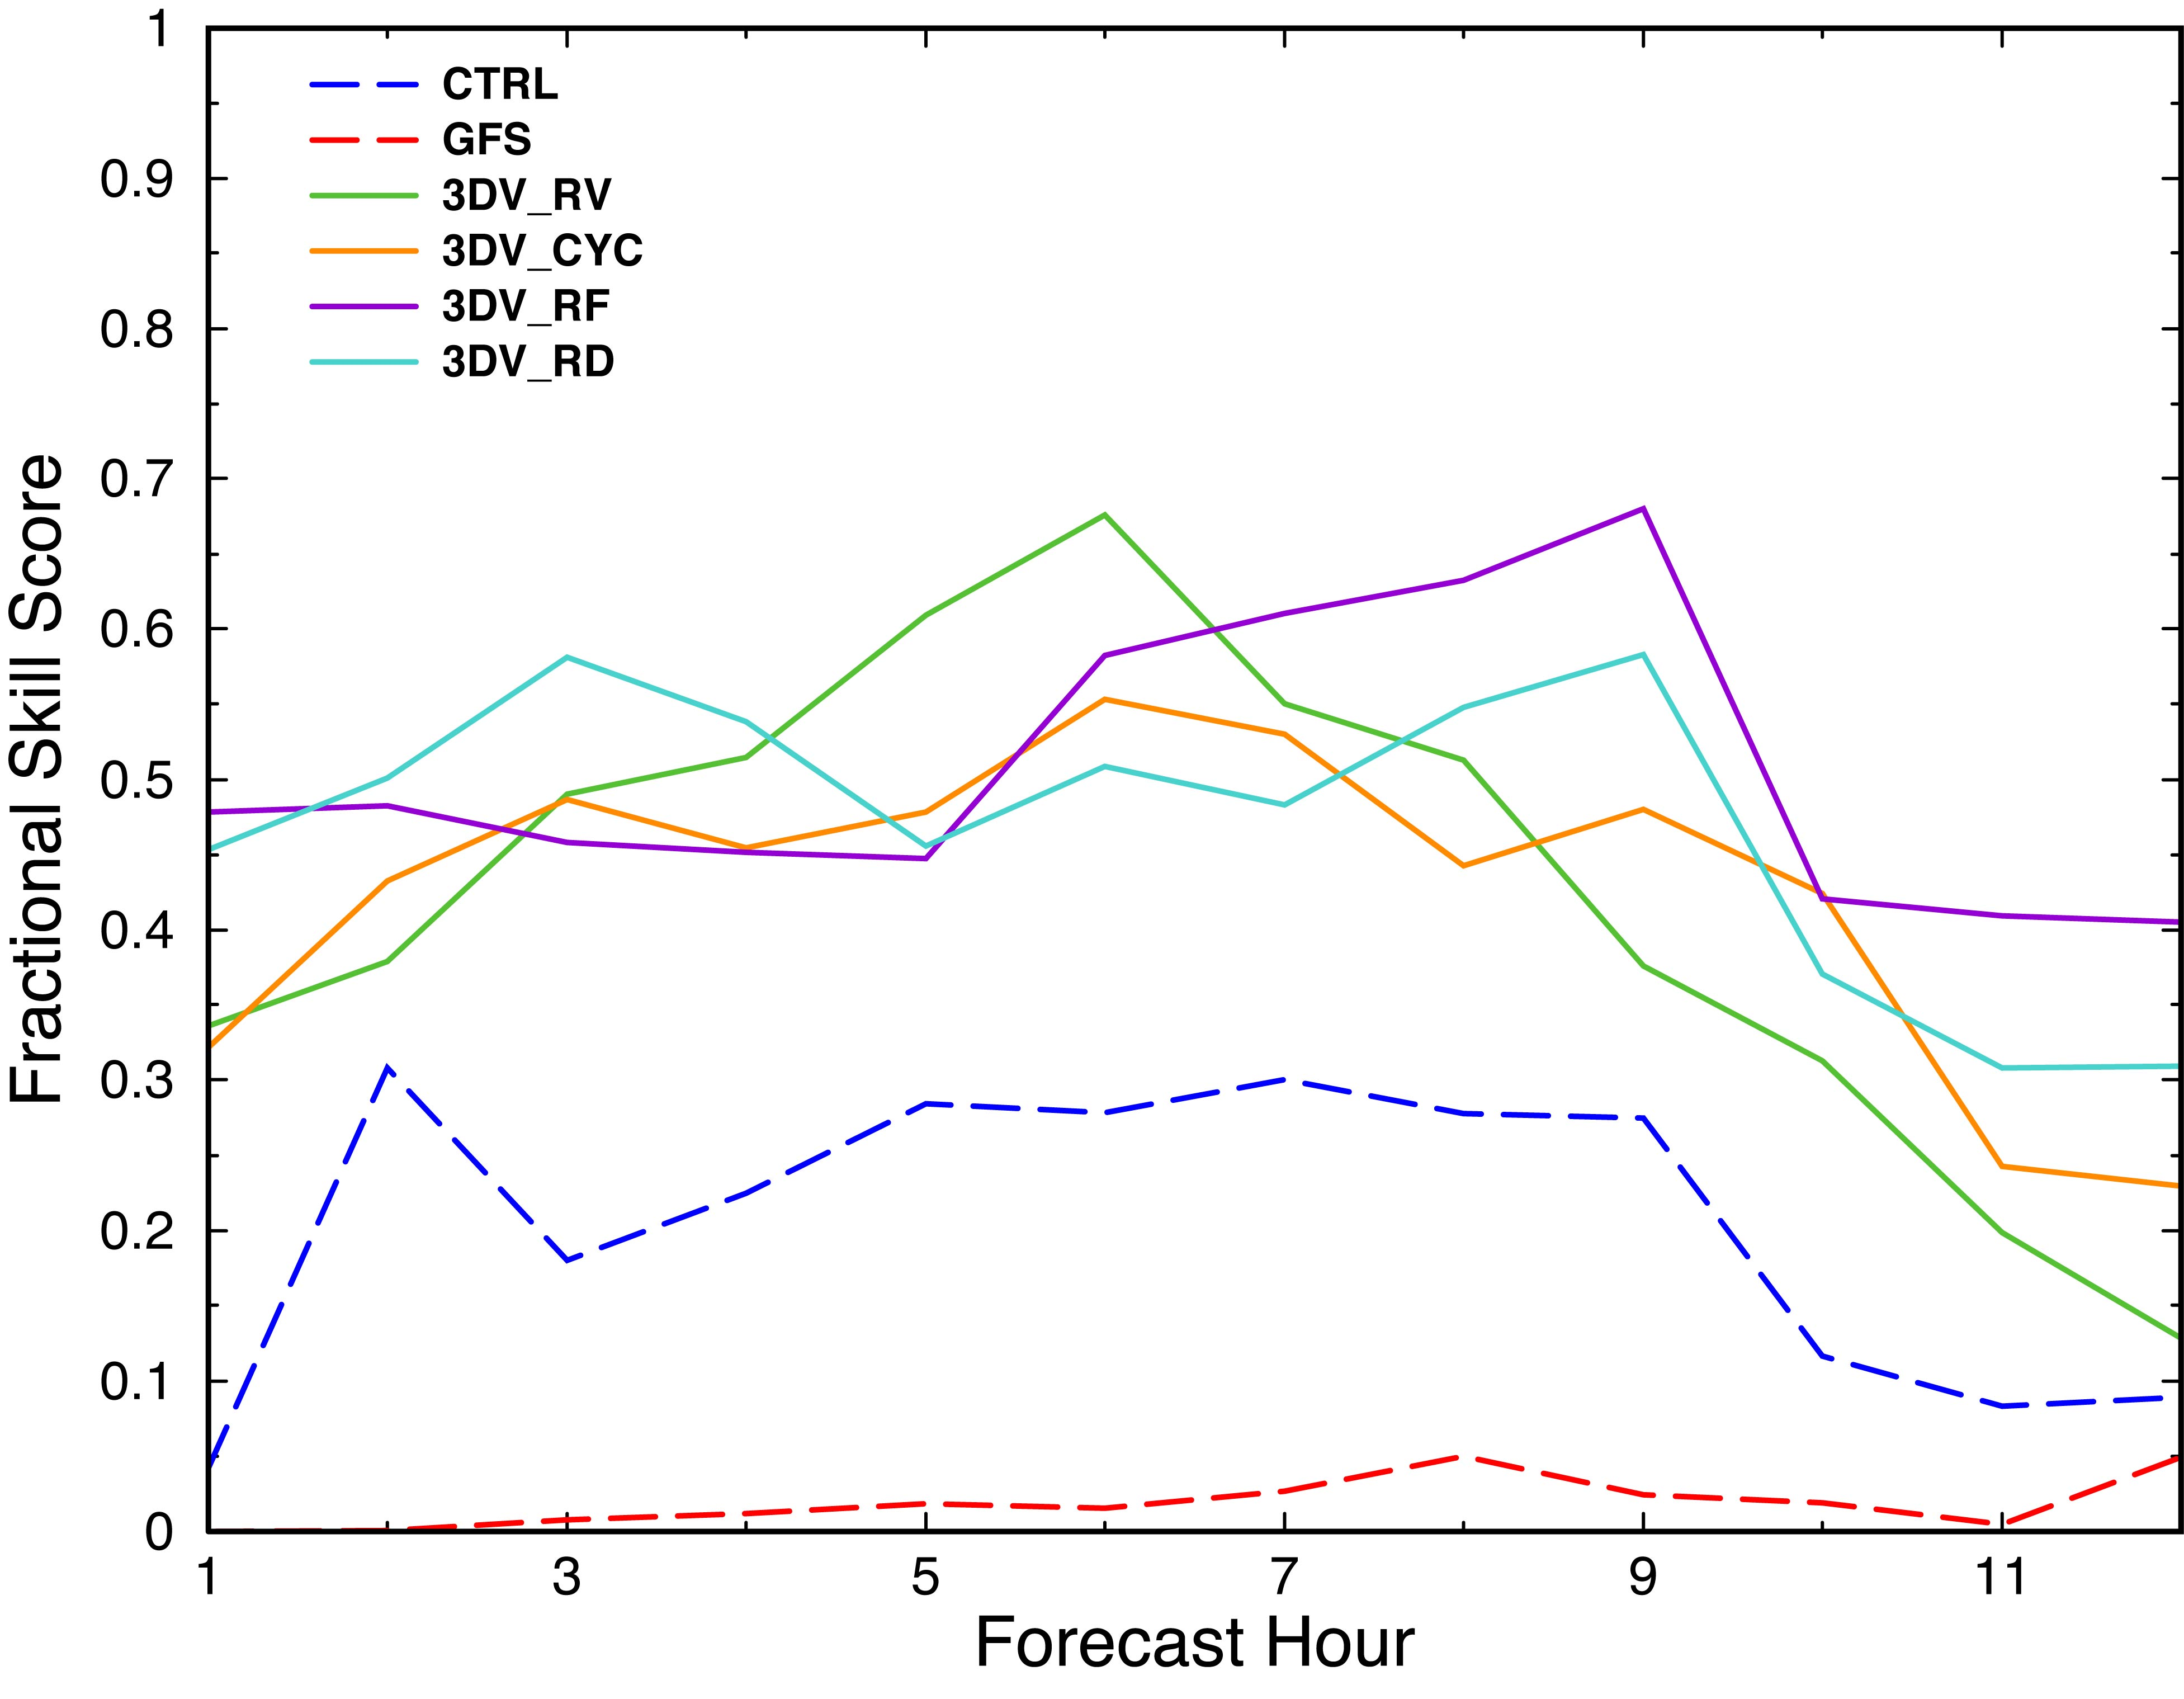 1
0.9
0.8
0.7
0.6
0.5
0.4
0.3
0.2
0.1
0
Fractional Skill Score
CTRL
GFS
3DV_RV
3DV_CYC
3DV_RF
3DV_RD
1 3 5 7 9 11
Forecast Hour